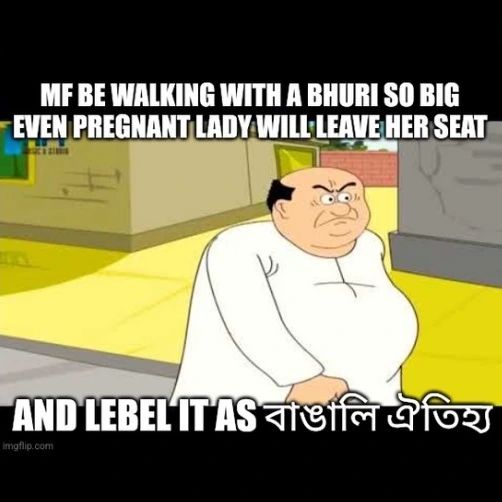 MF BE WALKING WITH A BHURI SO BIG
EVEN PREGNANT LADY WILL LEAVE HER SEAT
AND LEBEL IT AS বাঙালি ঐতিহ্য
imgflip.com